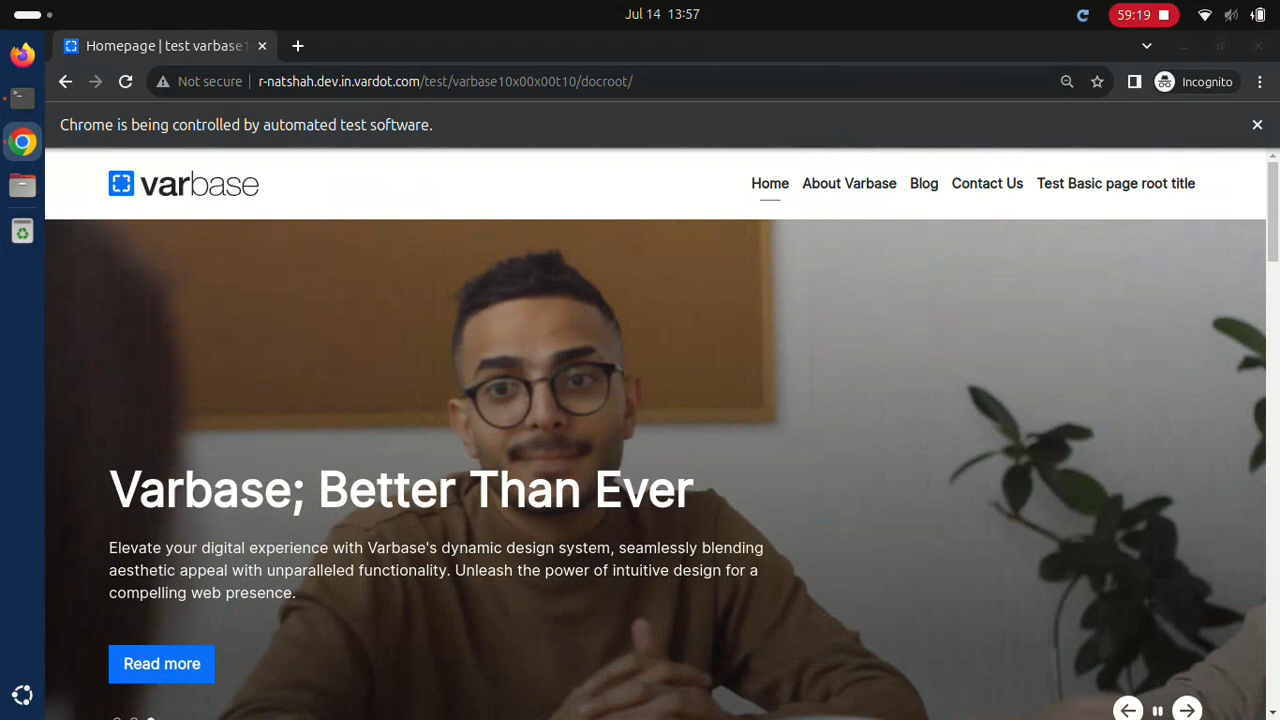 Jul 14 13:57
59:19
Homepage | test varbase1
Not secure
r-natshah.dev.in.vardot.com/test/varbase10x00x00t10/docroot/
Incognito
Chrome is being controlled by automated test software.
varbase
Home
About Varbase
Blog
Contact Us
Test Basic page root title
Varbase; Better Than Ever
Elevate your digital experience with Varbase's dynamic design system, seamlessly blending
aesthetic appeal with unparalleled functionality. Unleash the power of intuitive design for a
compelling web presence.
Read more